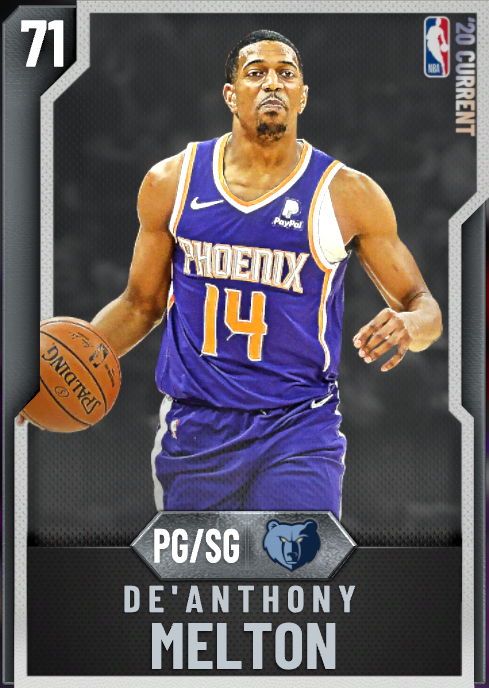 71
NBA
'20 CURRENT
PayPal
PHOENIX
14
SPALDING
PG/SG
DE'ANTHONY
MELTON